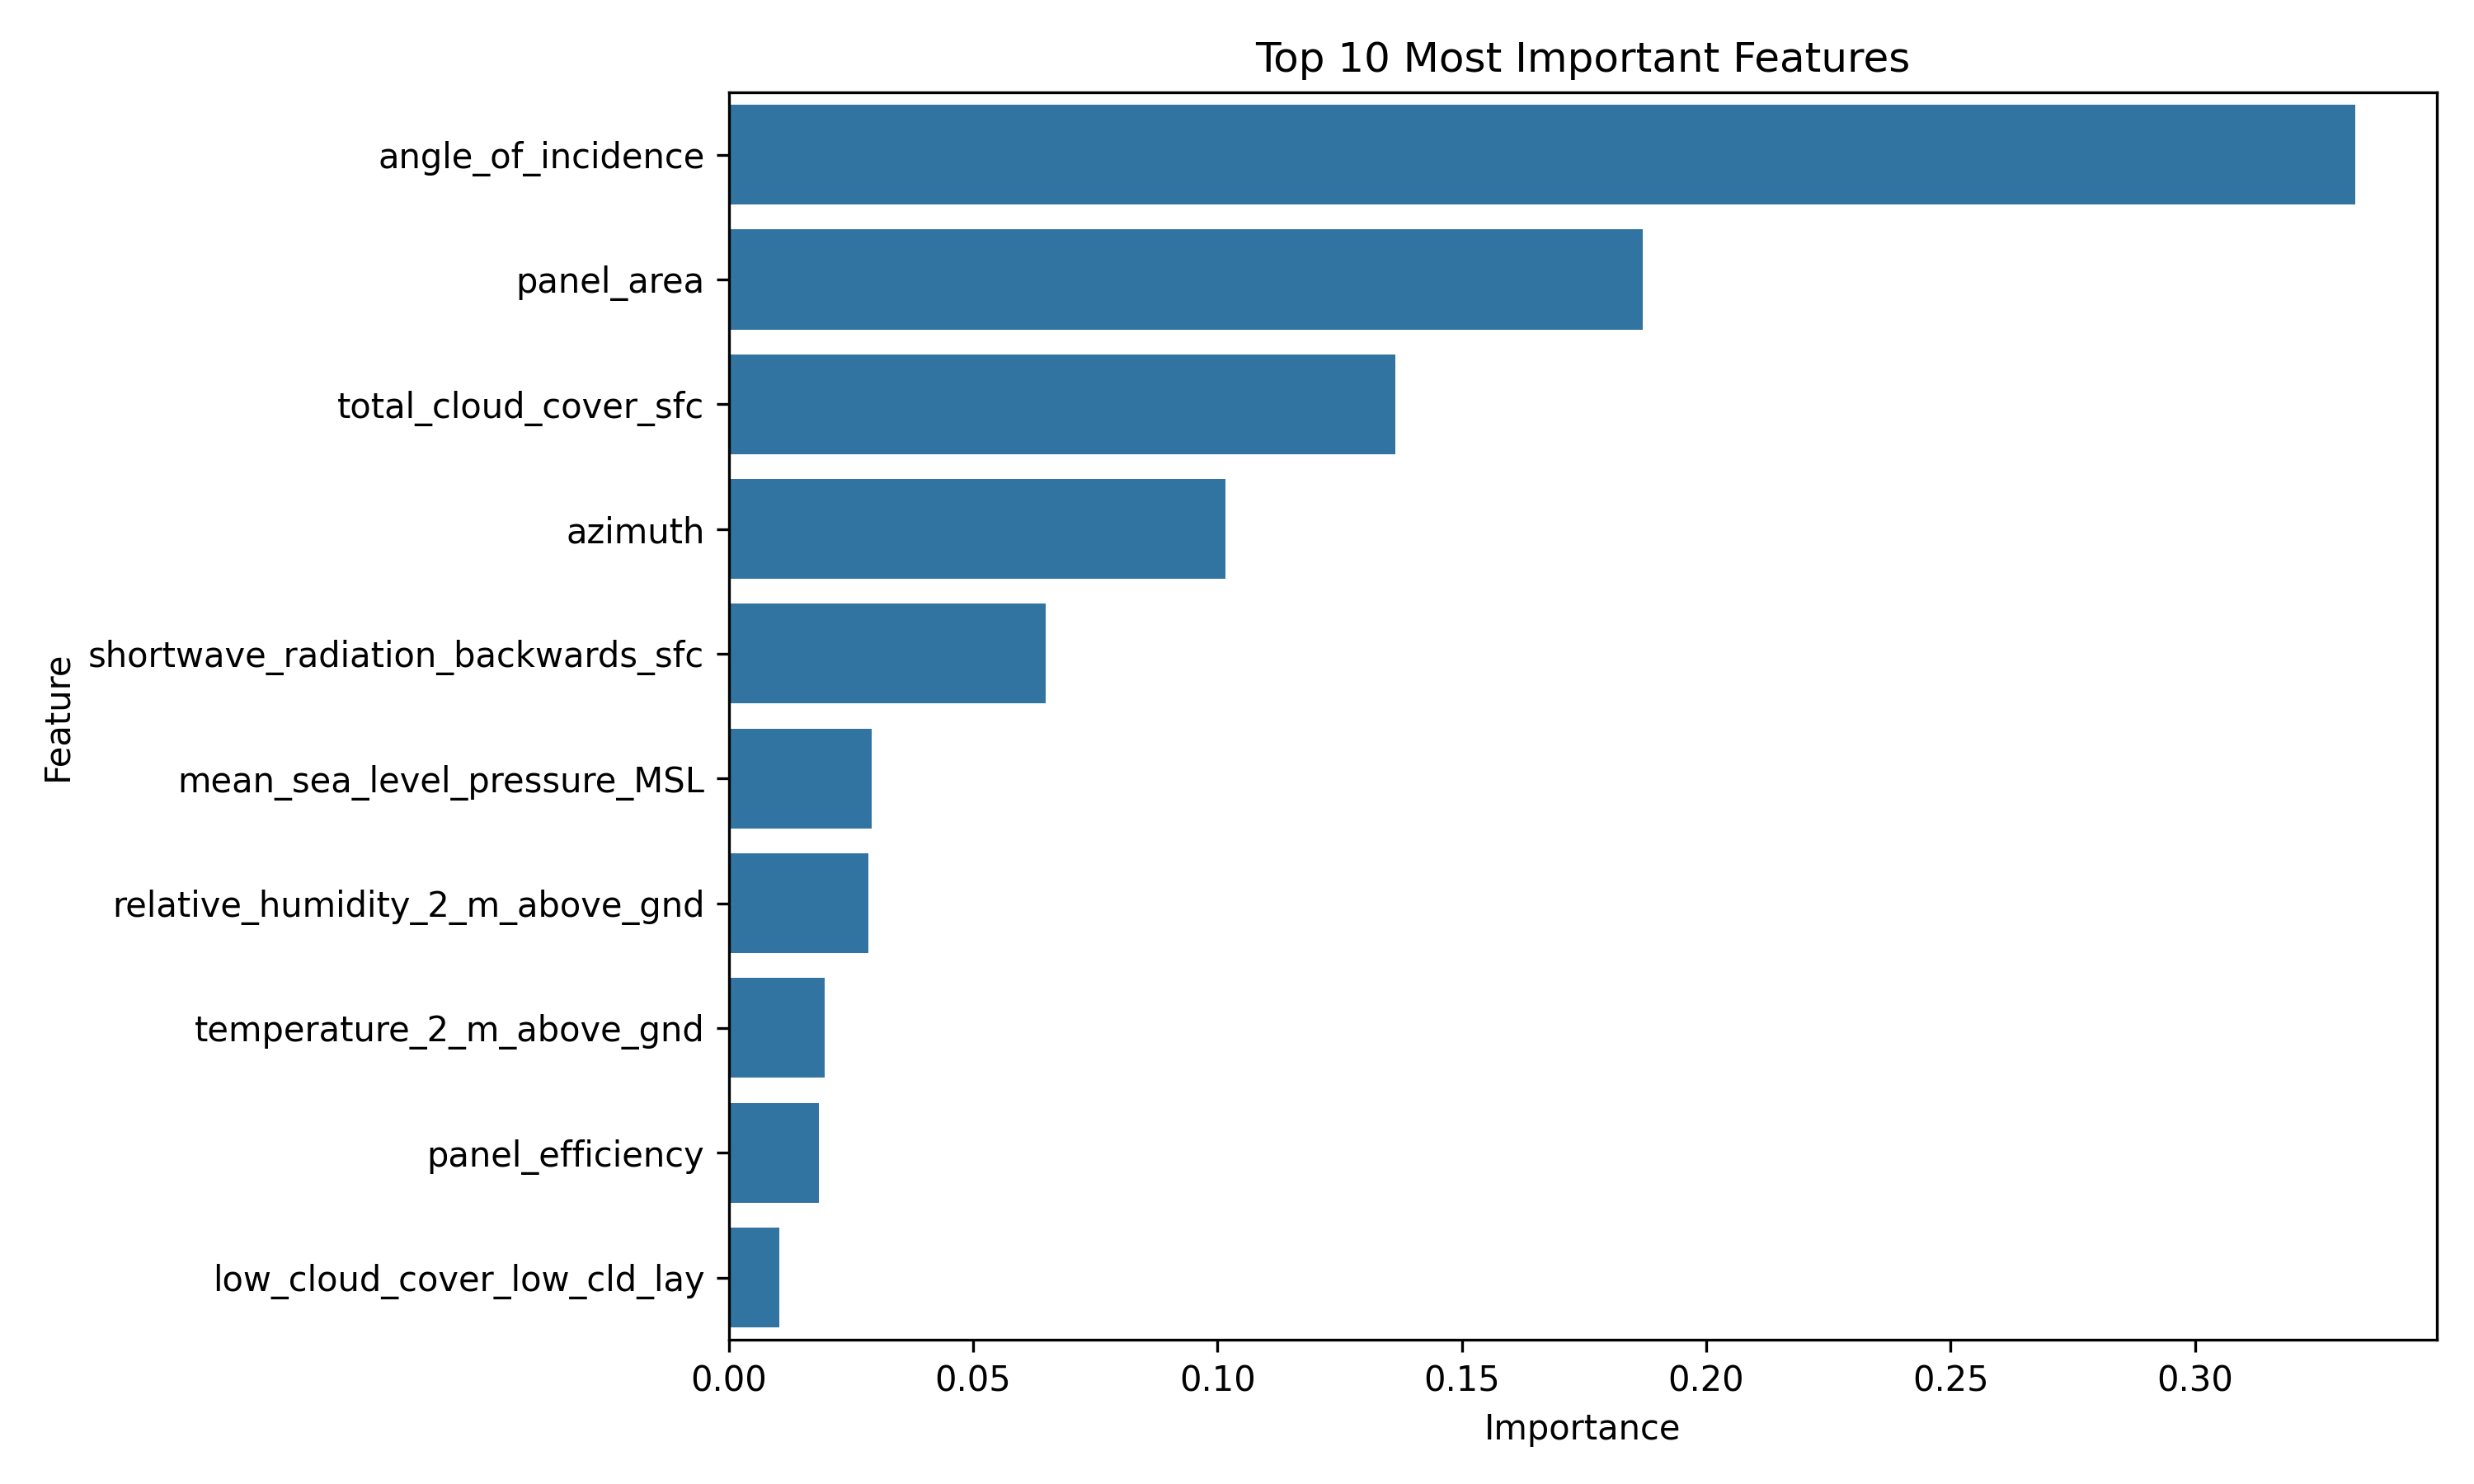 Top 10 Most Important Features
angle_of_incidence
panel_area
total_cloud_cover_sfc
azimuth
shortwave_radiation_backwards_sfc
mean_sea_level_pressure_MSL
relative_humidity_2_m_above_gnd
temperature_2_m_above_gnd
panel_efficiency
low_cloud_cover_low_cld_lay
Feature
0.00 0.05 0.10 0.15 0.20 0.25 0.30
Importance